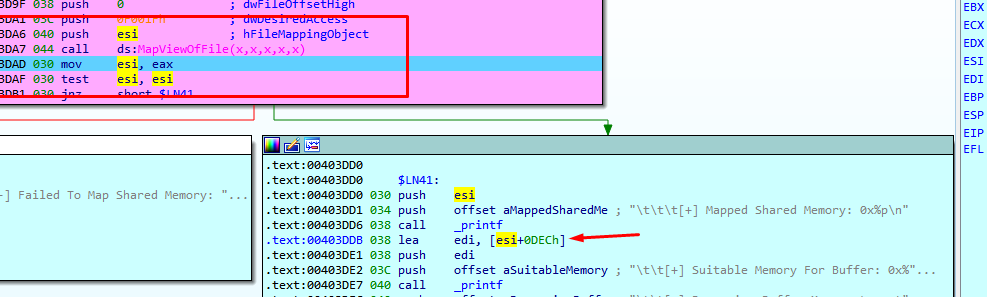 3D9F 038 push 0 ; dwFileOffsetHigh
3DA1 03C push 0F001Fh ; dwDesiredAccess
3DA6 040 push esi ; hFileMappingObject
3DA7 044 call ds:MapViewOfFile(x,x,x,x,x)
3DAD 030 mov esi, eax
3DAF 030 test esi, esi
3DB1 030 jnz short $LN41
+] Failed To Map Shared Memory: "...
.text:00403DD0
.text:00403DD0 $LN41:
.text:00403DD0 030 push esi
.text:00403DD1 034 push offset aMappedSharedMe ; "\t\t\t[+] Mapped Shared Memory: 0x%p\n"
.text:00403DD6 038 call _printf
.text:00403DDB 038 lea edi, [esi+0DECh]
.text:00403DE1 038 push edi
.text:00403DE2 03C push offset aSuitableMemory ; "\t\t[+] Suitable Memory For Buffer: 0x%"...
.text:00403DE7 040 call _printf
EBX
ECX
EDX
ESI
EDI
EBP
ESP
EIP
EFL